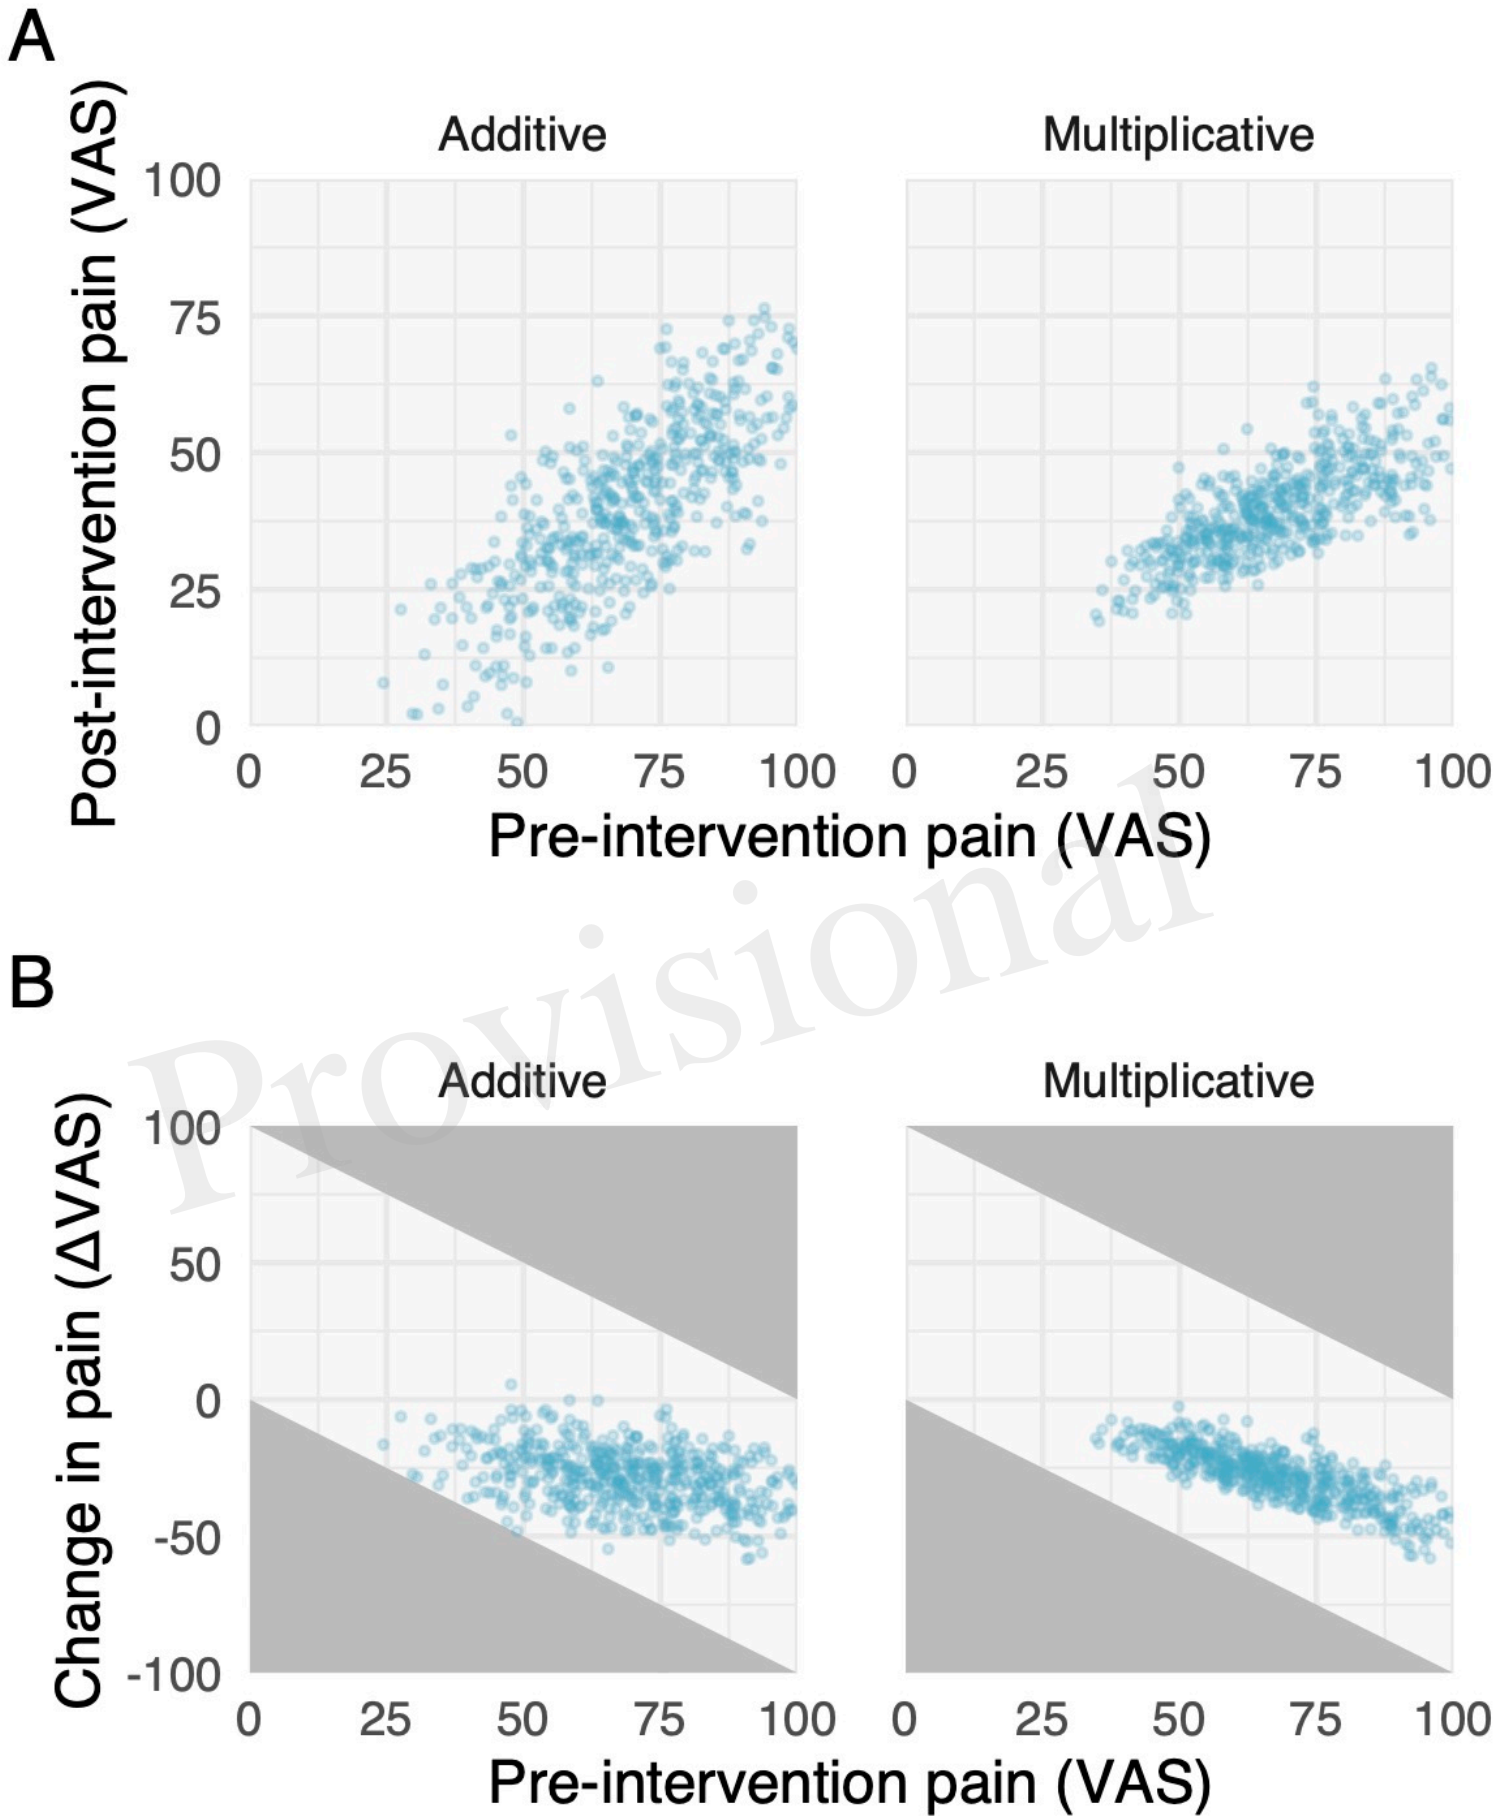 A
Additive Multiplicative
Post-intervention pain (VAS)
100
75
50
25
0
0 25 50 75 100 0 25 50 75 100
Pre-intervention pain (VAS)
Provisional
B
Additive Multiplicative
Change in pain (ΔVAS)
100
50
0
-50
-100
0 25 50 75 100 0 25 50 75 100
Pre-intervention pain (VAS)